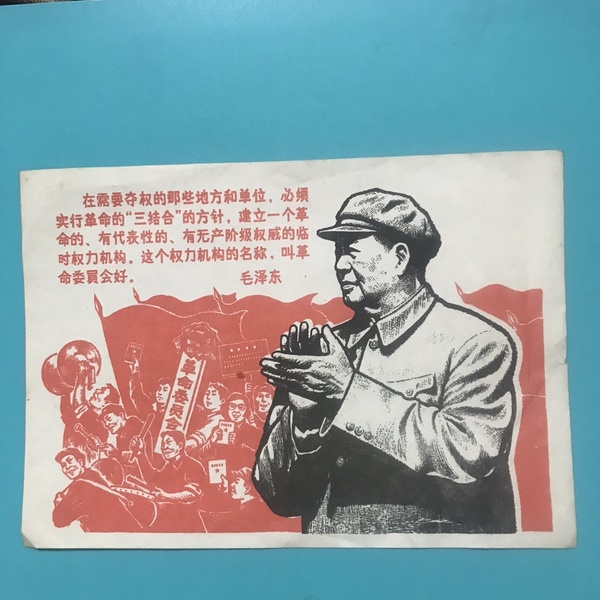 在需要夺权的那些地方和单位，必须
实行革命的“三结合”的方针，建立一个革
命的、有代表性的、有无产阶级权威的临
时权力机构。这个权力机构的名称，叫革
命委员会好。
毛泽东
革命委员会